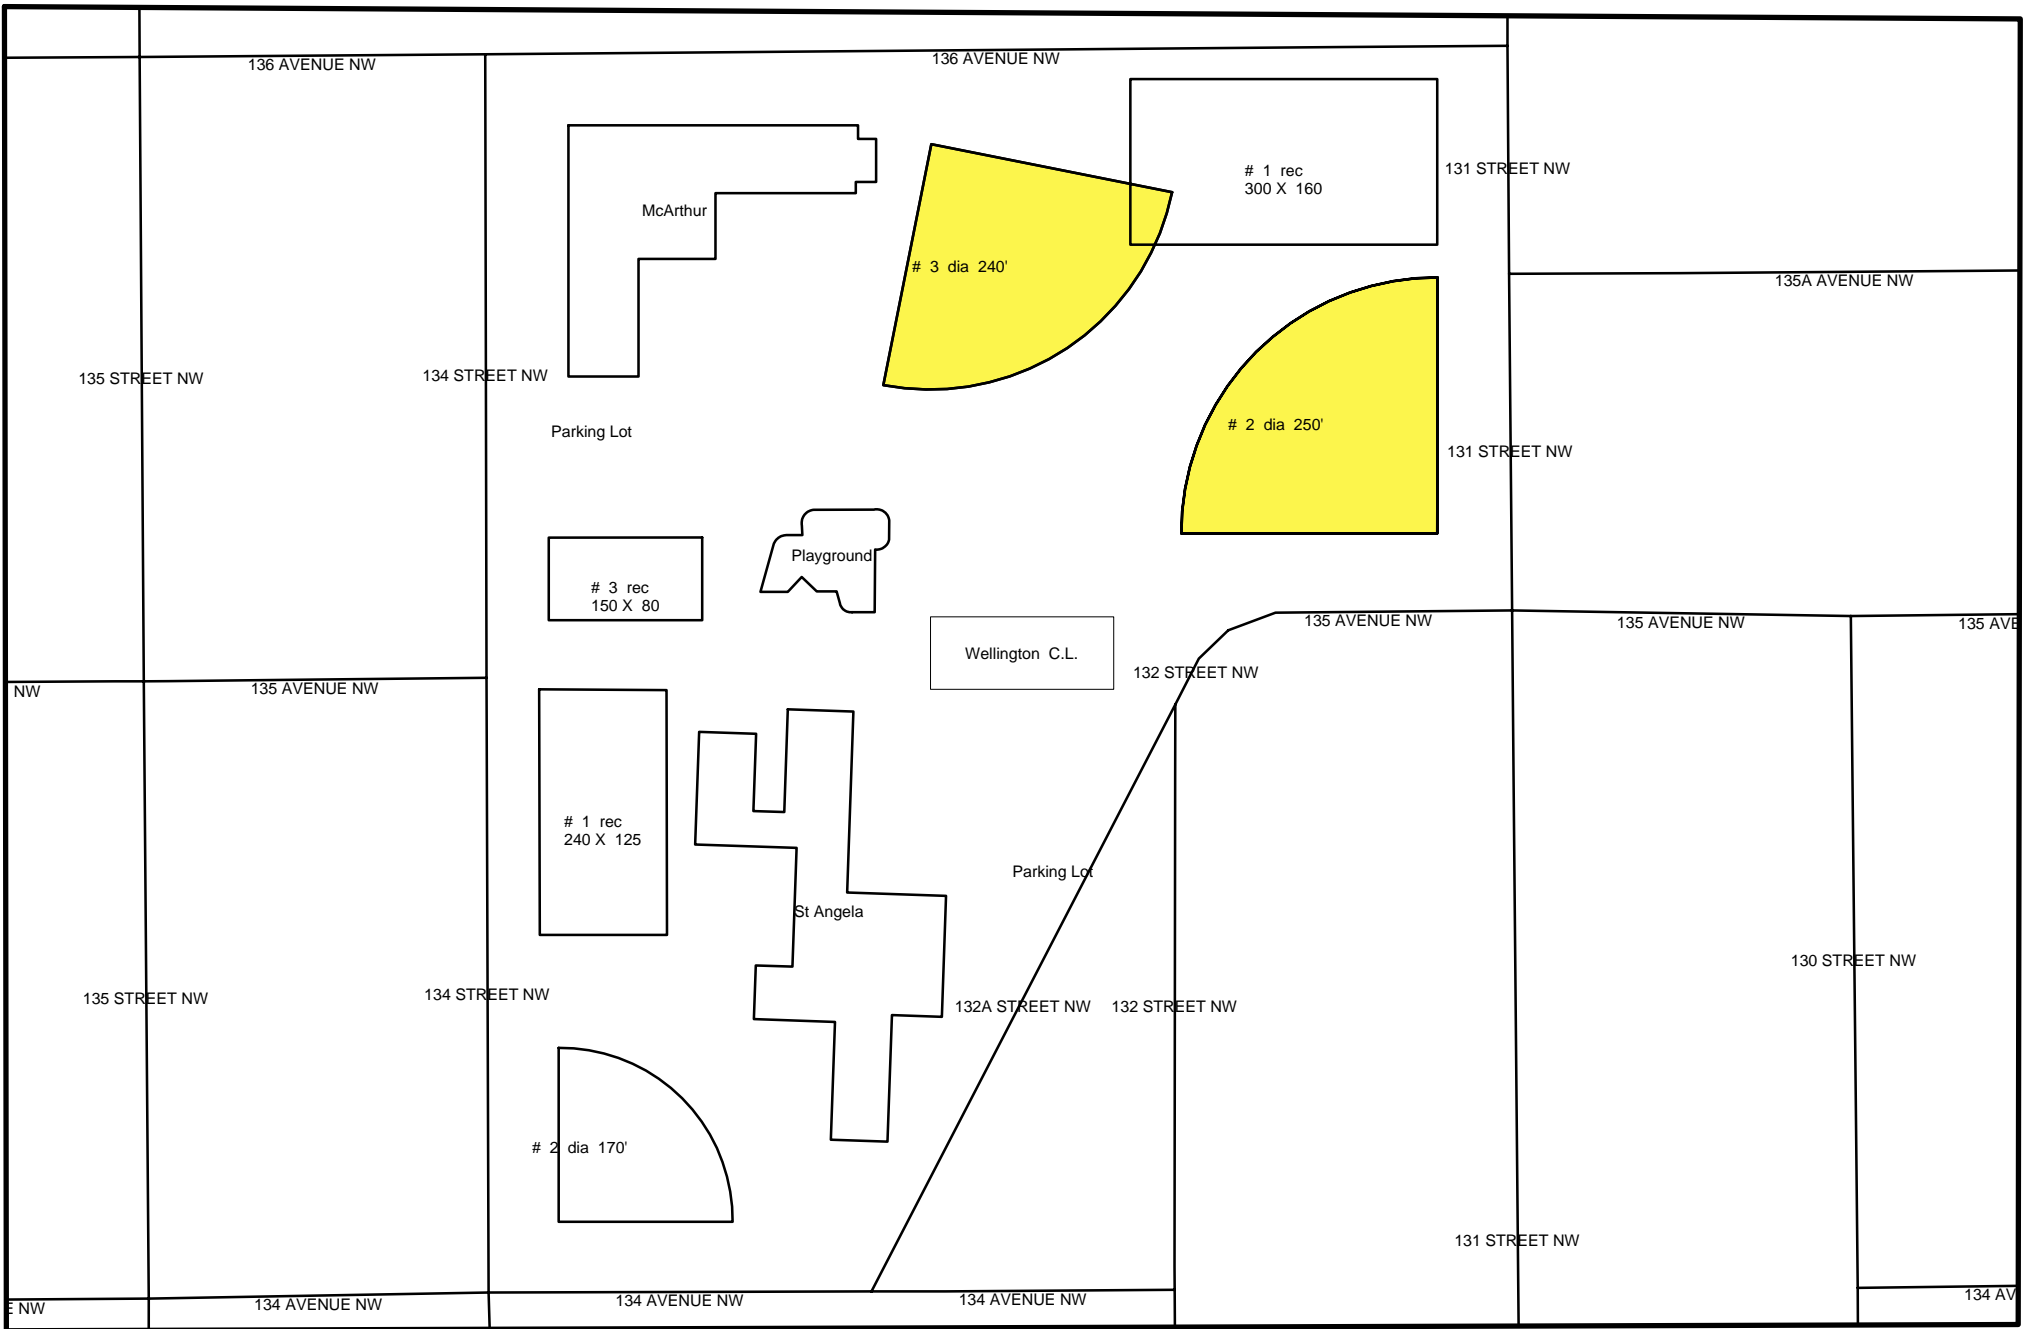 136 AVENUE NW
136 AVENUE NW
# 1 rec
300 X 160
131 STREET NW
McArthur
# 3 dia 240'
135A AVENUE NW
135 STREET NW
134 STREET NW
Parking Lot
# 2 dia 250'
131 STREET NW
Playground
# 3 rec
150 X 80
135 AVENUE NW
135 AVENUE NW
135 AVE
Wellington C.L.
132 STREET NW
NW
135 AVENUE NW
# 1 rec
240 X 125
Parking Lot
St Angela
130 STREET NW
135 STREET NW
134 STREET NW
132A STREET NW
132 STREET NW
# 2 dia 170'
131 STREET NW
E NW
134 AVENUE NW
134 AVENUE NW
134 AVENUE NW
134 AV